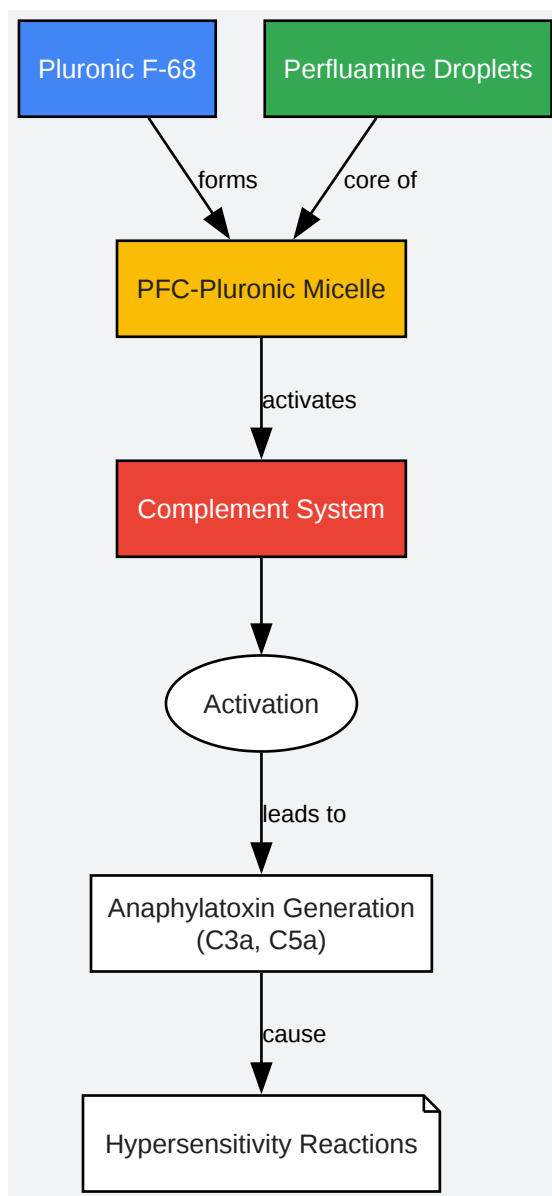 Pluronic F-68
Perfluamine Droplets
forms
core of
PFC-Pluronic Micelle
activates
Complement System
Activation
leads to
Anaphylatoxin Generation
(C3a, C5a)
cause
Hypersensitivity Reactions